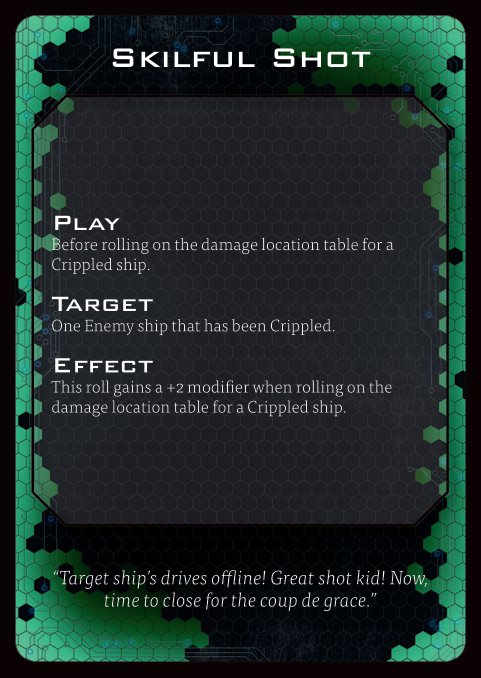 Skilful Shot
Play
Before rolling on the damage location table for a
Crippled ship.
Target
One Enemy ship that has been Crippled.
Effect
This roll gains a +2 modifier when rolling on the
damage location table for a Crippled ship.
“Target ship’s drives offline! Great shot kid! Now,
time to close for the coup de grace.”